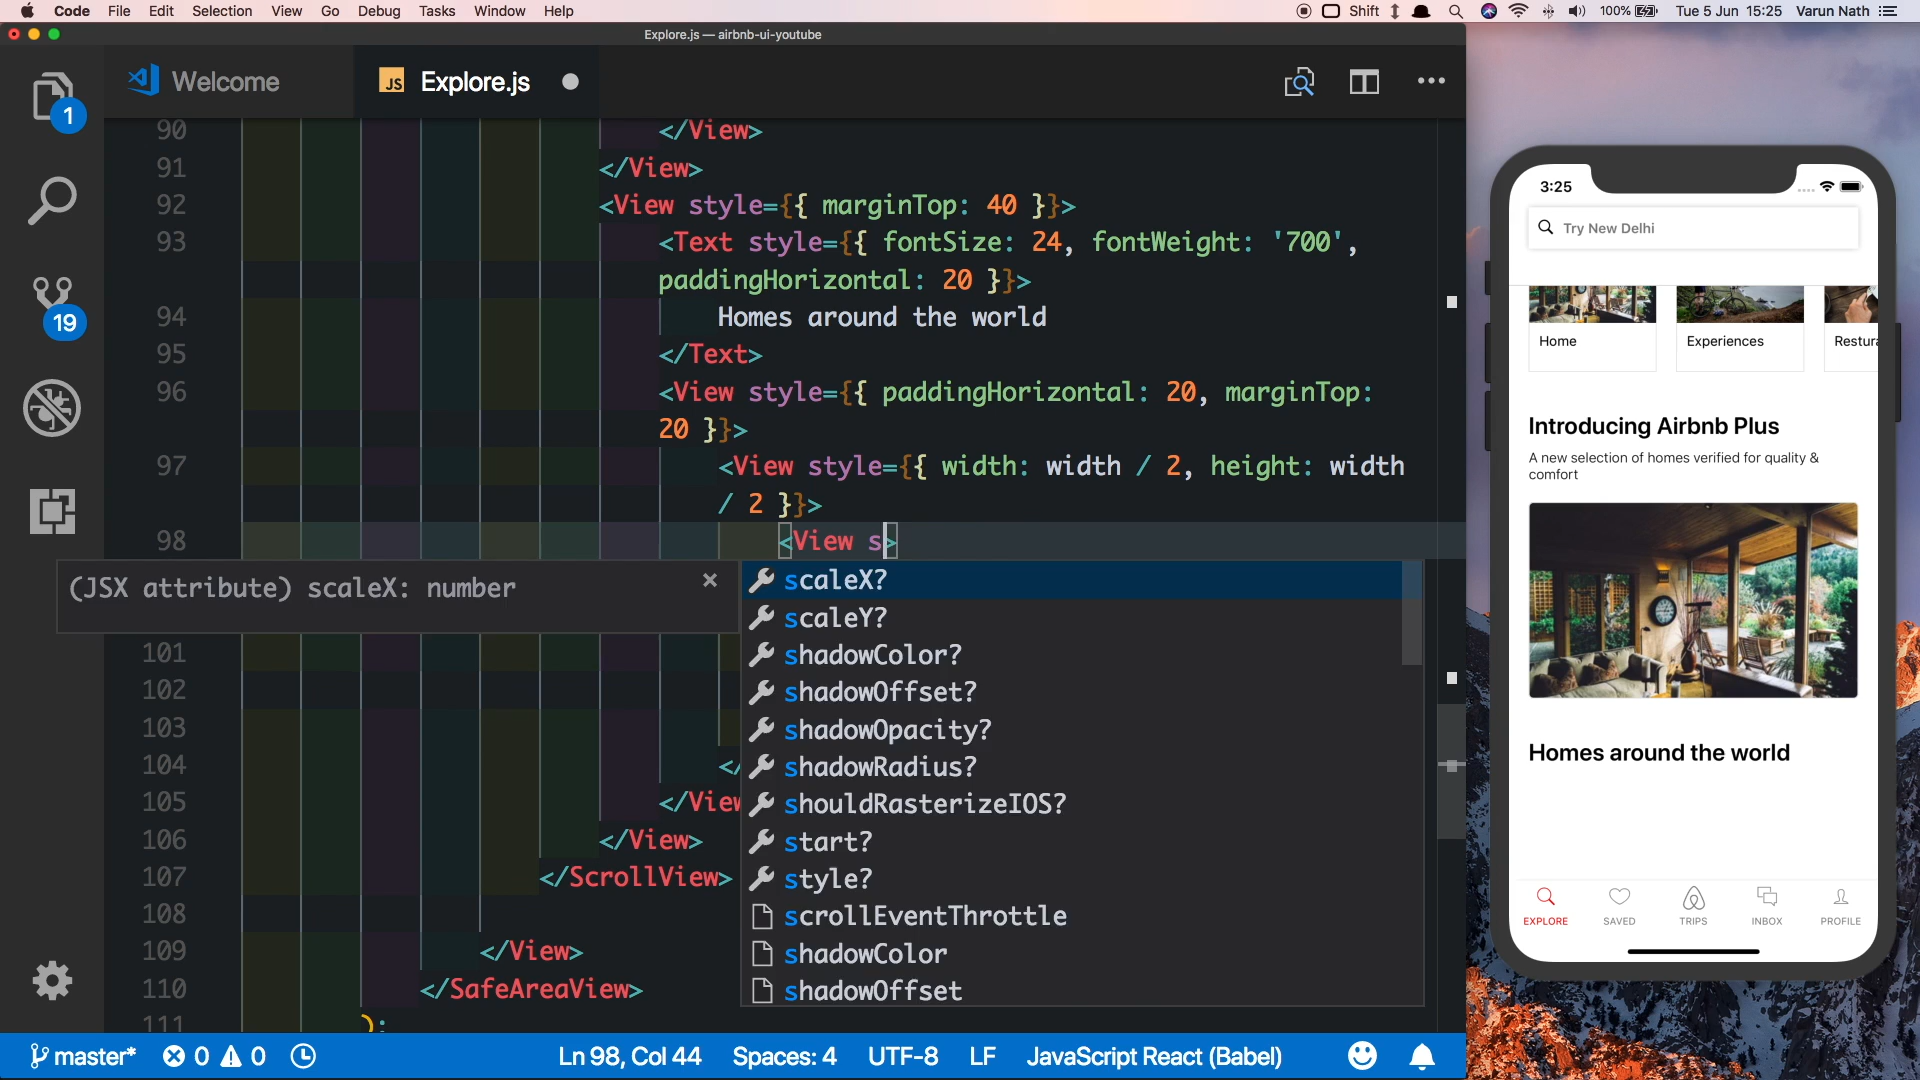 Code File Edit Selection View Go Debug Tasks Window Help Shift 100% Tue 5 Jun 15:25 Varun Nath
Explore.js — airbnb-ui-youtube
Welcome JS Explore.js
1
19
90 </View>
91 </View>
92 <View style={{ marginTop: 40 }}>
93 <Text style={{ fontSize: 24, fontWeight: '700',
paddingHorizontal: 20 }}>
94 Homes around the world
95 </Text>
96 <View style={{ paddingHorizontal: 20, marginTop:
20 }}>
97 <View style={{ width: width / 2, height: width
/ 2 }}>
98 <View s>
(JSX attribute) scaleX: number ×
scaleX?
scaleY?
shadowColor?
shadowOffset?
shadowOpacity?
shadowRadius?
shouldRasterizeIOS?
start?
style?
scrollEventThrottle
shadowColor
shadowOffset
101
102
103
104 </
105 </View
106 </View>
107 </ScrollView>
108
109 </View>
110 </SafeAreaView>
111 );
master* 0 0 Ln 98, Col 44 Spaces: 4 UTF-8 LF JavaScript React (Babel)
3:25
Try New Delhi
Home Experiences Restura
Introducing Airbnb Plus
A new selection of homes verified for quality &
comfort
Homes around the world
EXPLORE SAVED TRIPS INBOX PROFILE